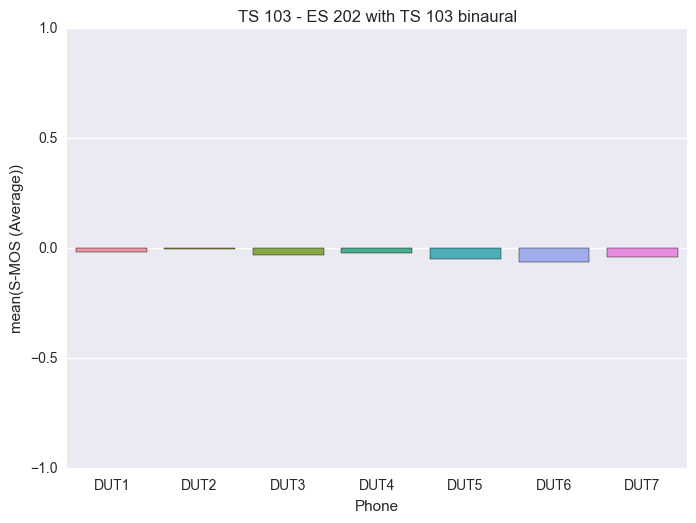 TS 103 - ES 202 with TS 103 binaural
1.0
0.5
0.0
−0.5
−1.0
mean(S-MOS (Average))
DUT1 DUT2 DUT3 DUT4 DUT5 DUT6 DUT7
Phone